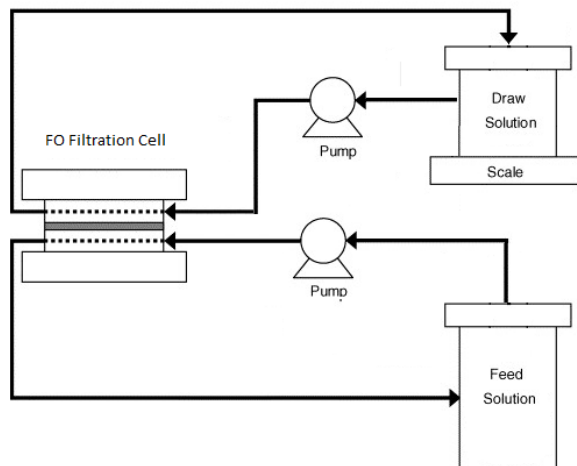 Draw
Solution
Pump
Scale
FO Filtration Cell
Pump
Feed
Solution